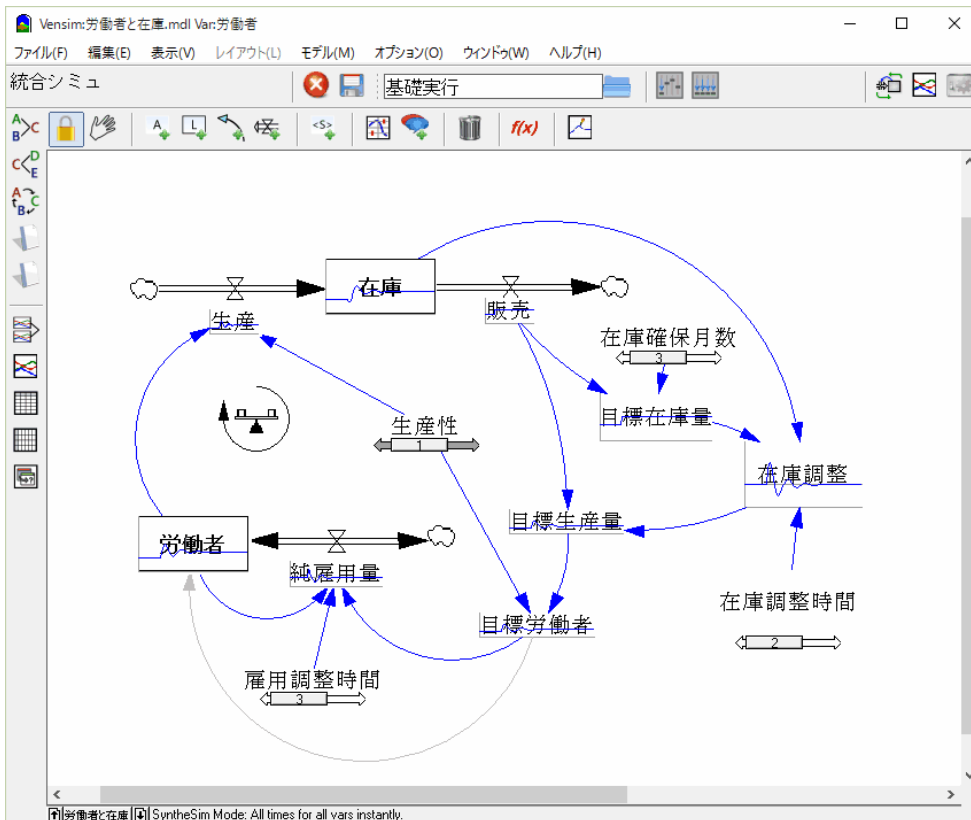 Vensim:労働者と在庫.mdl Var:労働者
ファイル(F) 編集(E) 表示(V) レイアウト(L) モデル(M) オプション(O) ウィンドゥ(W) ヘルプ(H)
統合シミュ
基礎実行
f(x)
在庫
生産
販売
在庫確保月数
3
目標在庫量
生産性
1
在庫調整
目標生産量
労働者
純雇用量
在庫調整時間
2
目標労働者
雇用調整時間
3
労働者と在庫
SyntheSim Mode: All times for all vars instantly.